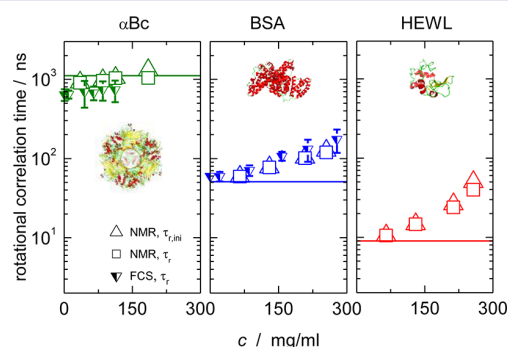 αBc
BSA
HEWL
rotational correlation time / ns
10³
10²
10¹
NMR, τr,ini
NMR, τr
FCS, τr
0 150 300
150 300
150 300
c / mg/ml